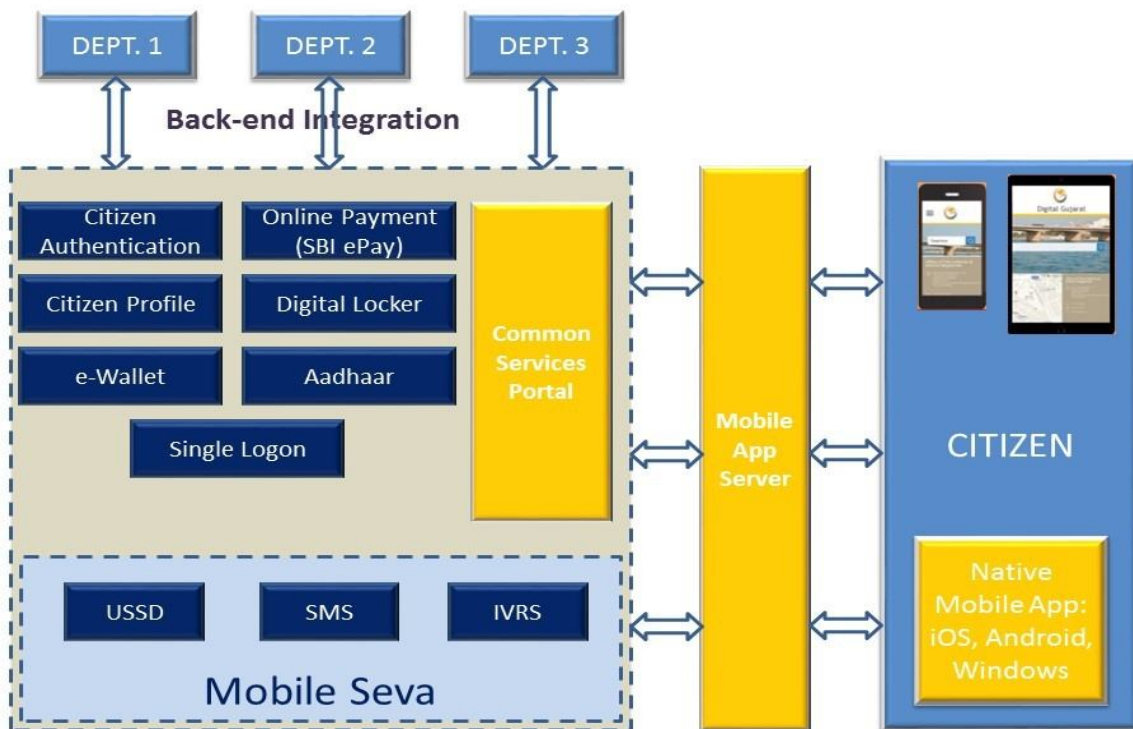 DEPT. 1
DEPT. 2
DEPT. 3
Back-end Integration
Citizen
Authentication
Online Payment
(SBI ePay)
Citizen Profile
Digital Locker
e-Wallet
Aadhaar
Single Logon
Common
Services
Portal
USSD
SMS
IVRS
Mobile Seva
Mobile
App
Server
Digital Gujarat
CITIZEN
Native
Mobile App:
iOS, Android,
Windows